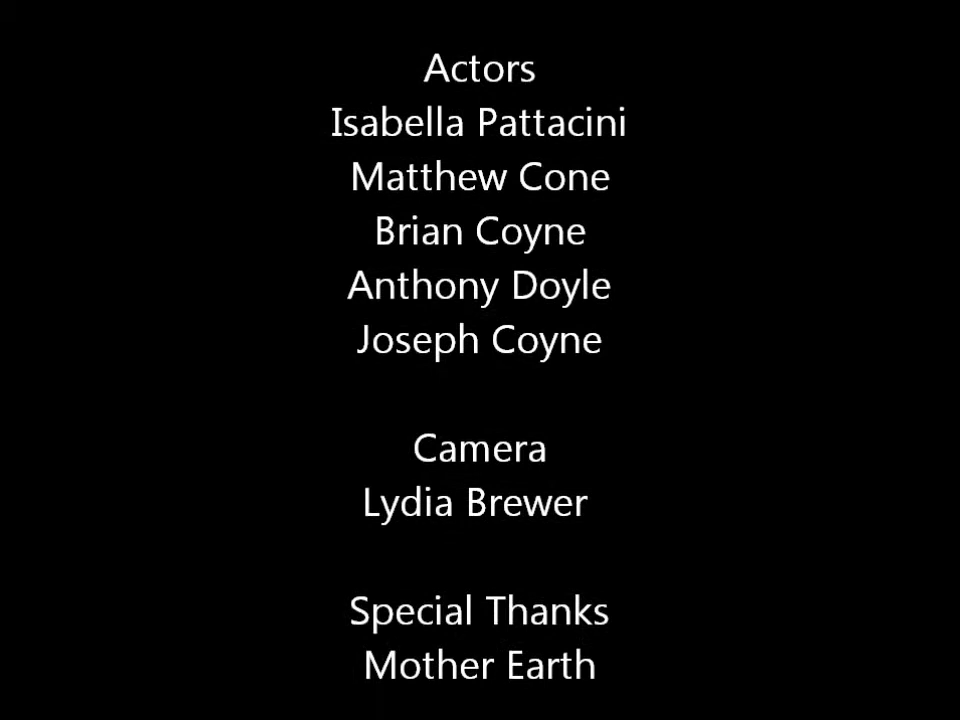 Actors
Isabella Pattacini
Matthew Cone
Brian Coyne
Anthony Doyle
Joseph Coyne
Camera
Lydia Brewer
Special Thanks
Mother Earth